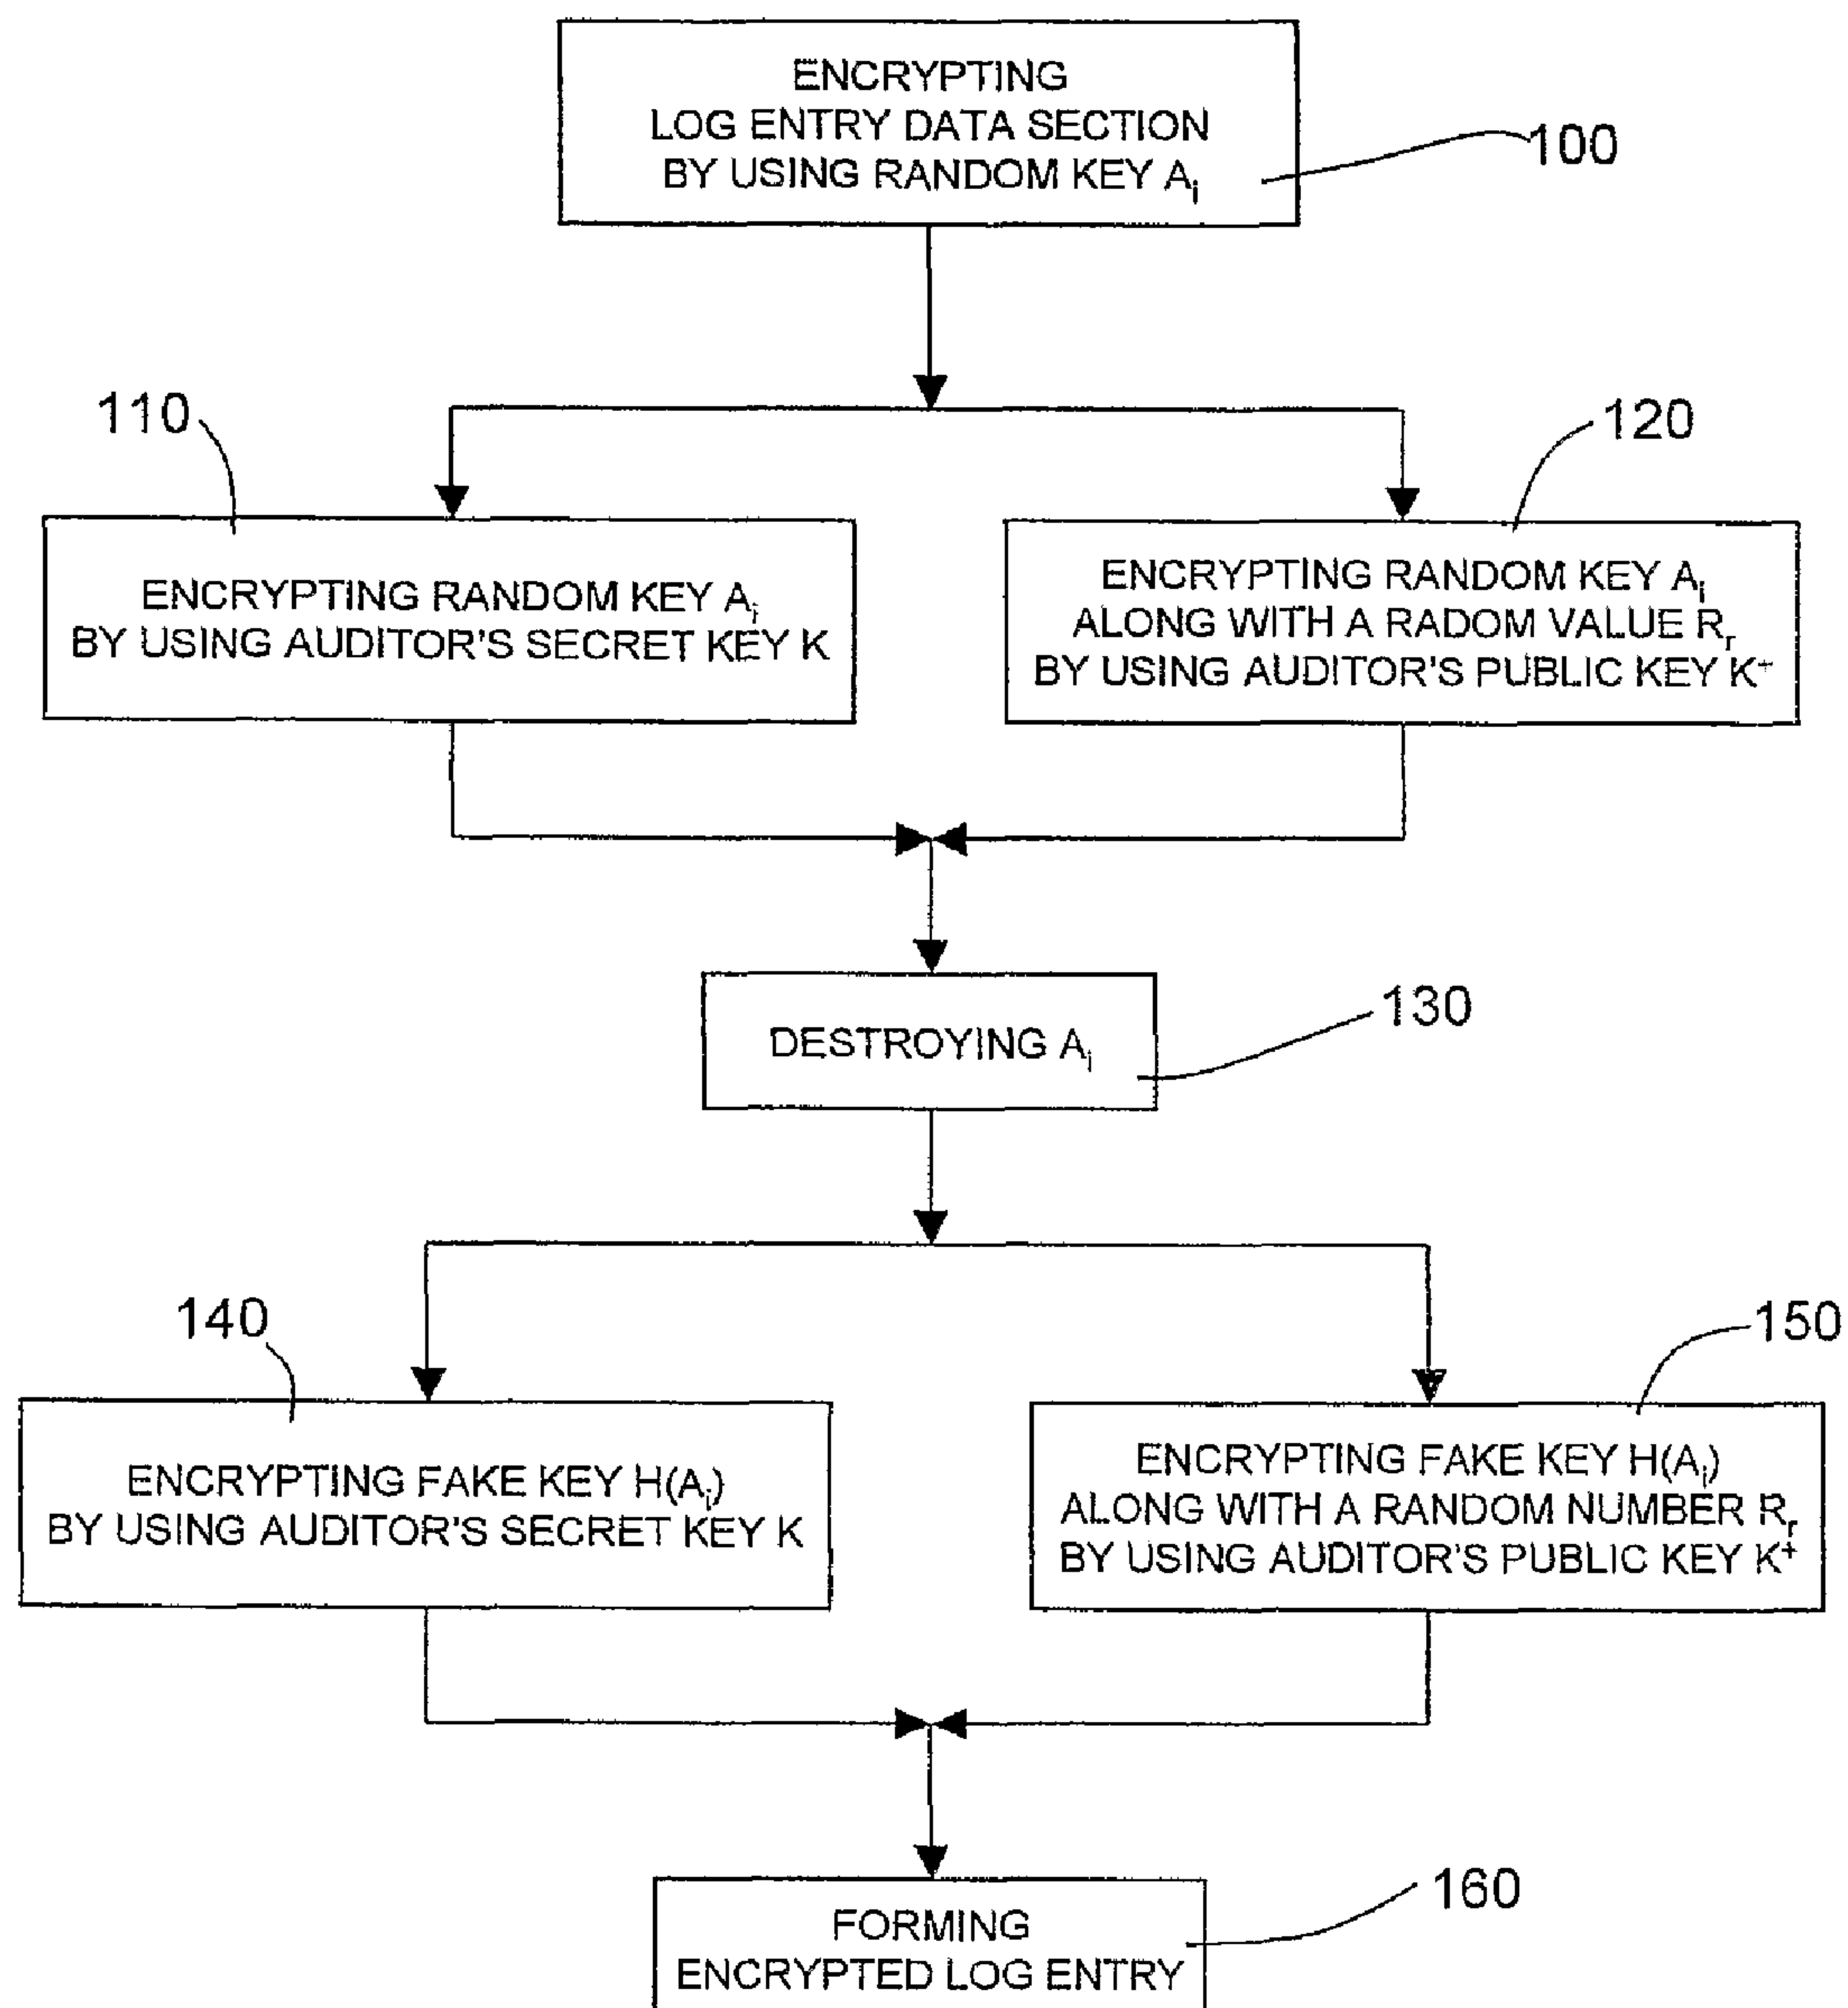 ENCRYPTING
LOG ENTRY DATA SECTION
BY USING RANDOM KEY Ai
100
110
120
ENCRYPTING RANDOM KEY Ai
BY USING AUDITOR'S SECRET KEY K
ENCRYPTING RANDOM KEY Ai
ALONG WITH A RADOM VALUE Rr
BY USING AUDITOR'S PUBLIC KEY K+
DESTROYING Ai
130
140
150
ENCRYPTING FAKE KEY H(Ai)
BY USING AUDITOR'S SECRET KEY K
ENCRYPTING FAKE KEY H(Ai)
ALONG WITH A RANDOM NUMBER Rr
BY USING AUDITOR'S PUBLIC KEY K+
160
FORMING
ENCRYPTED LOG ENTRY